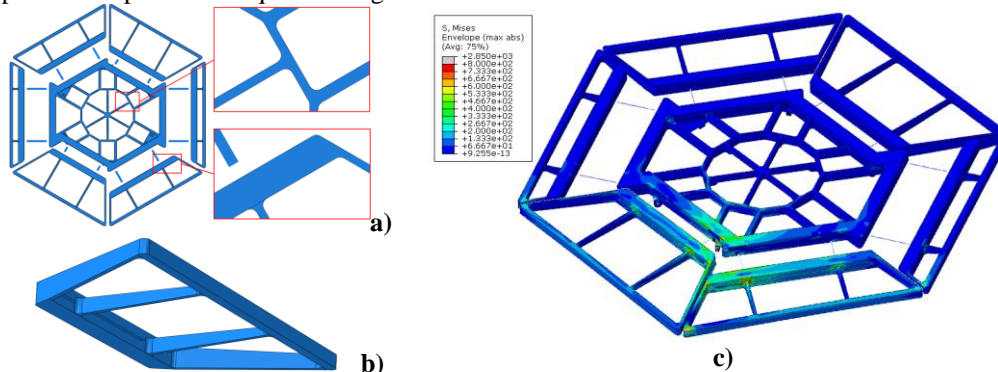 a)
S, Mises
Envelope (max abs)
(Avg: 75%)
+2.850e+03
+8.000e+02
+7.333e+02
+6.667e+02
+6.000e+02
+5.333e+02
+4.667e+02
+4.000e+02
+3.333e+02
+2.667e+02
+2.000e+02
+1.333e+02
+6.667e+01
+9.255e-13
b)
c)